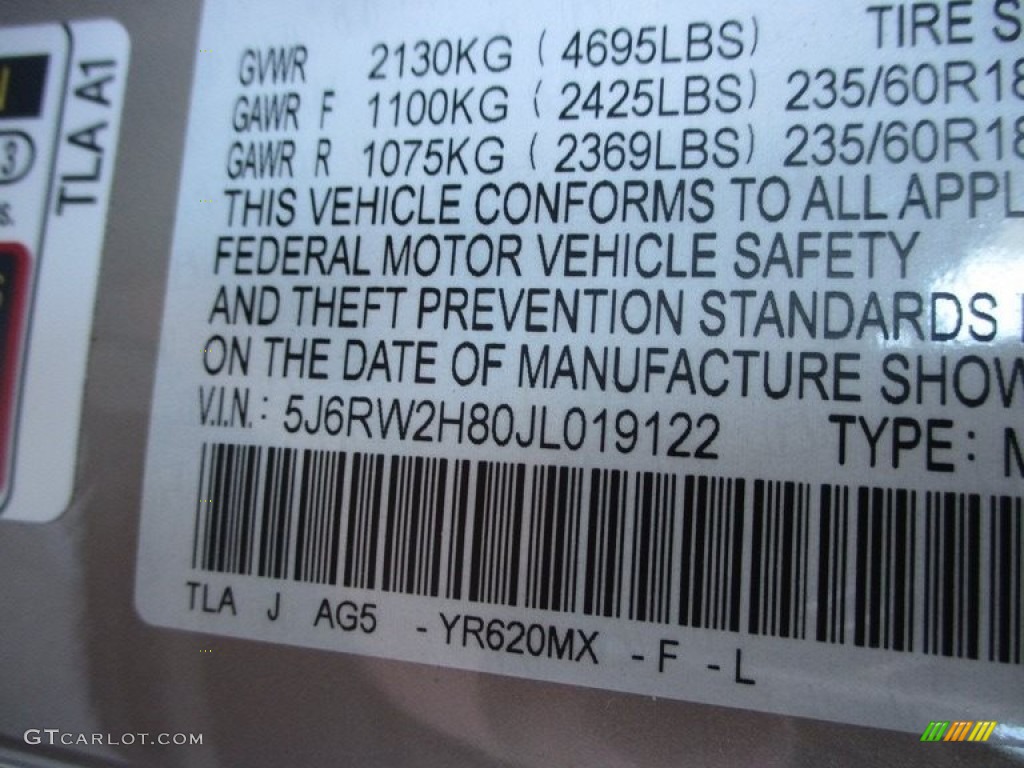 GVWR 2130KG ( 4695LBS) TIRE S
GAWR F 1100KG ( 2425LBS) 235/60R18
GAWR R 1075KG ( 2369LBS) 235/60R18
THIS VEHICLE CONFORMS TO ALL APPL
FEDERAL MOTOR VEHICLE SAFETY
AND THEFT PREVENTION STANDARDS
ON THE DATE OF MANUFACTURE SHOW
V.I.N.: 5J6RW2H80JL019122 TYPE: M
TLA J AG5 - YR620MX - F - L
TLA A1
3
s.
GTCARLOT.COM